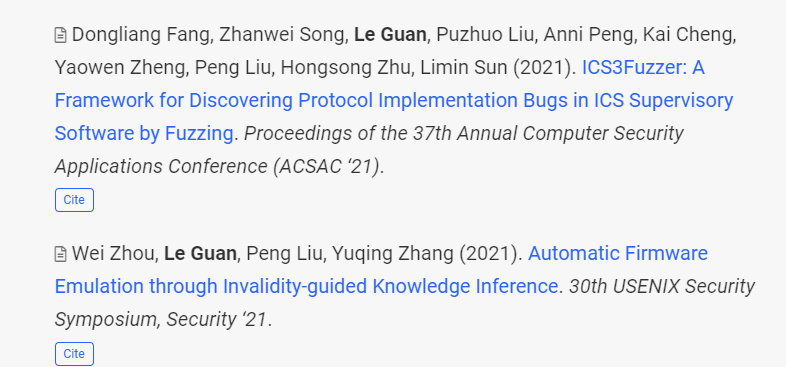 Dongliang Fang, Zhanwei Song, Le Guan, Puzhuo Liu, Anni Peng, Kai Cheng,
Yaowen Zheng, Peng Liu, Hongsong Zhu, Limin Sun (2021). ICS3Fuzzer: A
Framework for Discovering Protocol Implementation Bugs in ICS Supervisory
Software by Fuzzing. Proceedings of the 37th Annual Computer Security
Applications Conference (ACSAC ‘21).
Cite
Wei Zhou, Le Guan, Peng Liu, Yuqing Zhang (2021). Automatic Firmware
Emulation through Invalidity-guided Knowledge Inference. 30th USENIX Security
Symposium, Security ‘21.
Cite